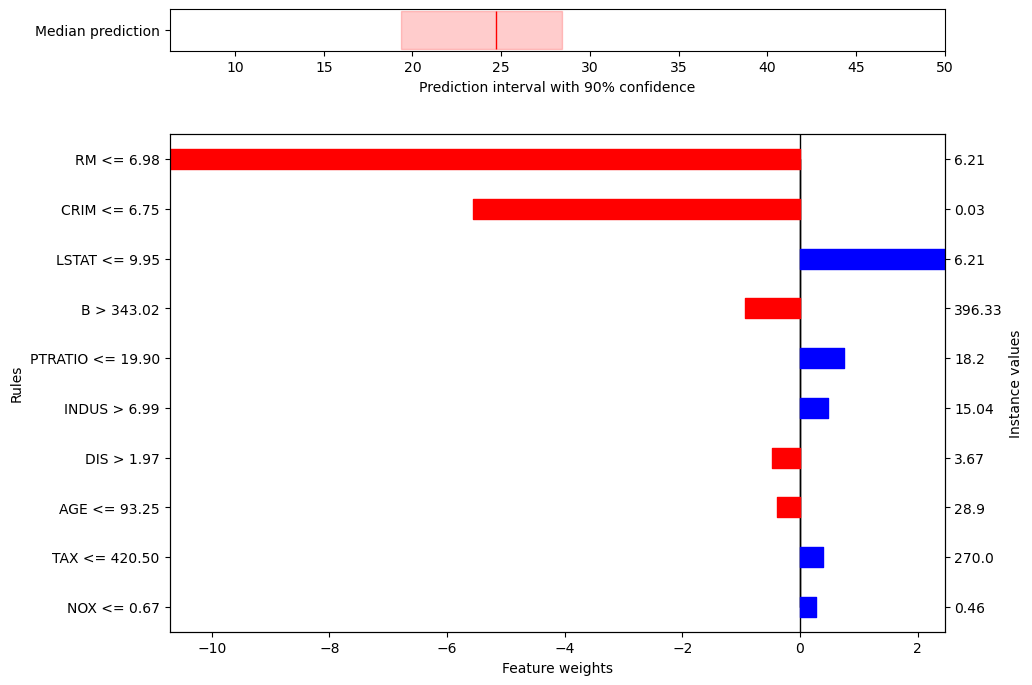 Median prediction
10 15 20 25 30 35 40 45 50
Prediction interval with 90% confidence
Rules
RM <= 6.98 6.21
CRIM <= 6.75 0.03
LSTAT <= 9.95 6.21
B > 343.02 396.33
PTRATIO <= 19.90 18.2
INDUS > 6.99 15.04
DIS > 1.97 3.67
AGE <= 93.25 28.9
TAX <= 420.50 270.0
NOX <= 0.67 0.46
Instance values
−10 −8 −6 −4 −2 0 2
Feature weights